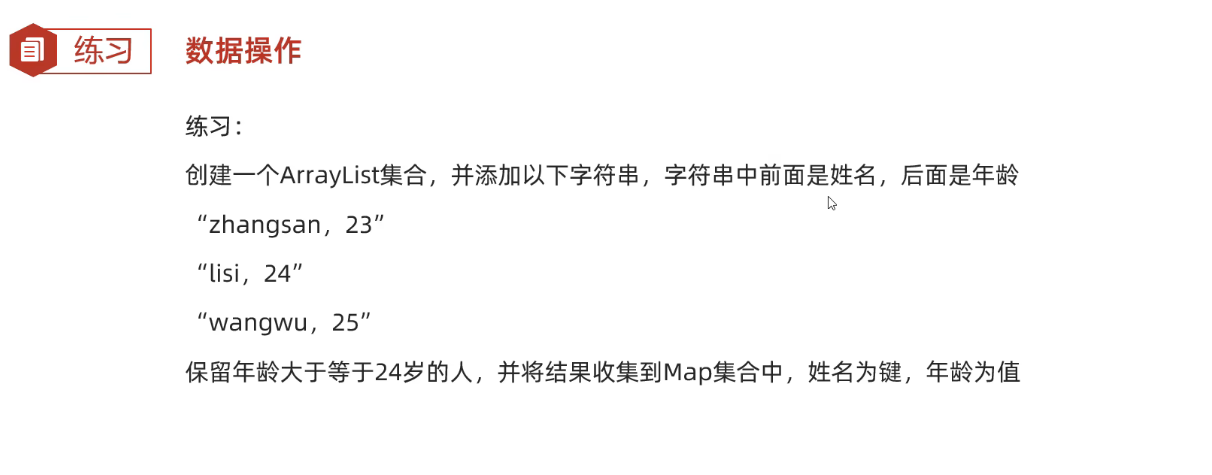 练习
数据操作
练习：
创建一个ArrayList集合，并添加以下字符串，字符串中前面是姓名，后面是年龄
“zhangsan，23”
“lisi，24”
“wangwu，25”
保留年龄大于等于24岁的人，并将结果收集到Map集合中，姓名为键，年龄为值